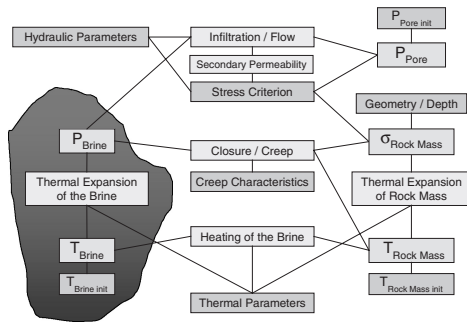 Hydraulic Parameters
Infiltration / Flow
P Pore init
Secondary Permeability
P Pore
Stress Criterion
Geometry / Depth
P Brine
Closure / Creep
σ Rock Mass
Thermal Expansion
of the Brine
Creep Characteristics
Thermal Expansion
of Rock Mass
T Brine
Heating of the Brine
T Rock Mass
T Brine init
Thermal Parameters
T Rock Mass init